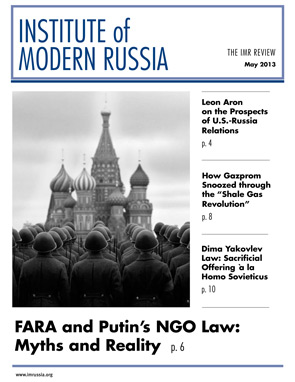 INSTITUTE of
MODERN RUSSIA
THE IMR REVIEW
May 2013
Leon Aron
on the Prospects
of U.S.-Russia
Relations
p. 4
How Gazprom
Snoozed through
the “Shale Gas
Revolution”
p. 8
Dima Yakovlev
Law: Sacrificial
Offering `a la
Homo Sovieticus
p. 10
FARA and Putin’s NGO Law:
Myths and Reality p. 6
www.imrussia.org